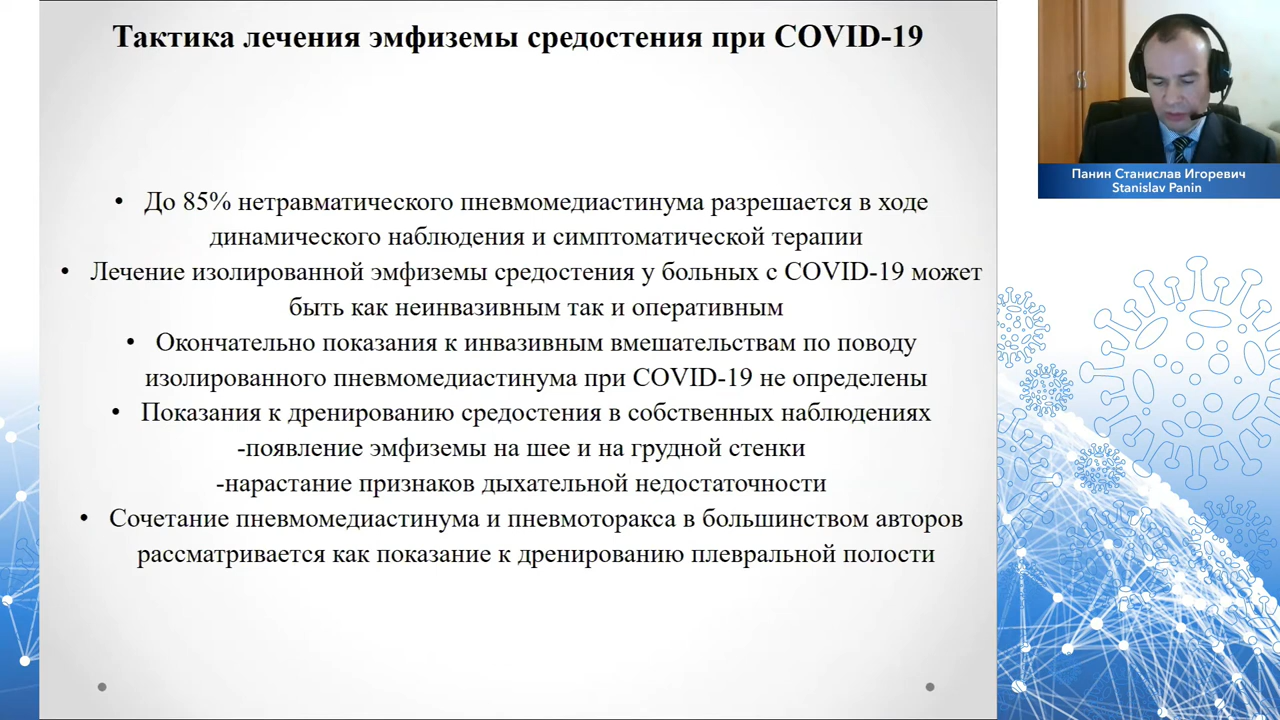 Тактика лечения эмфиземы средостения при COVID-19
• До 85% нетравматического пневмомедиастинума разрешается в ходе
динамического наблюдения и симптоматической терапии
• Лечение изолированной эмфиземы средостения у больных с COVID-19 может
быть как неинвазивным так и оперативным
• Окончательно показания к инвазивным вмешательствам по поводу
изолированного пневмомедиастинума при COVID-19 не определены
• Показания к дренированию средостения в собственных наблюдениях
-появление эмфиземы на шее и на грудной стенки
-нарастание признаков дыхательной недостаточности
• Сочетание пневмомедиастинума и пневмоторакса в большинством авторов
рассматривается как показание к дренированию плевральной полости
Панин Станислав Игоревич
Stanislav Panin